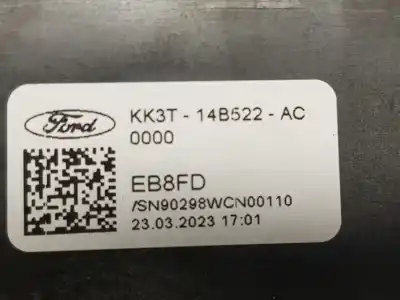 Ford
KK3T - 14B522 - AC
0000
EB8FD
/SN90298WCN00110
23.03.2023 17:01